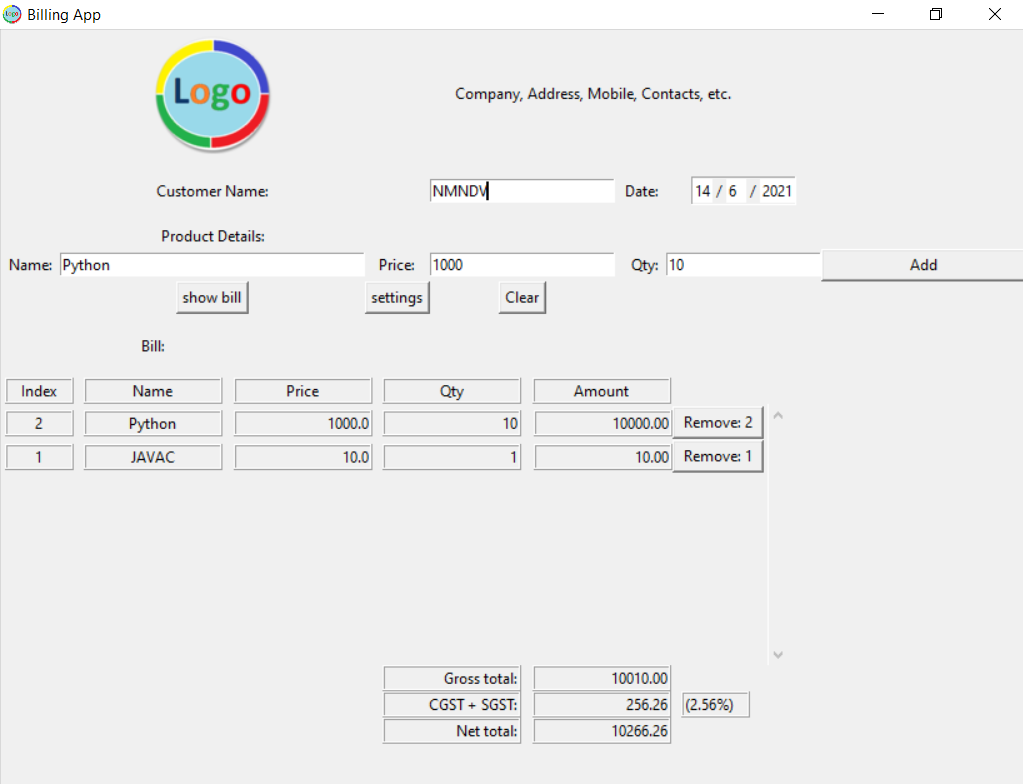 Billing App
Logo
Company, Address, Mobile, Contacts, etc.
Customer Name: NMNDV Date: 14 / 6 / 2021
Product Details:
Name: Python Price: 1000 Qty: 10 Add
show bill settings Clear
Bill:
Index Name Price Qty Amount
2 Python 1000.0 10 10000.00 Remove: 2
1 JAVAC 10.0 1 10.00 Remove: 1
Gross total: 10010.00
CGST + SGST: 256.26 (2.56%)
Net total: 10266.26